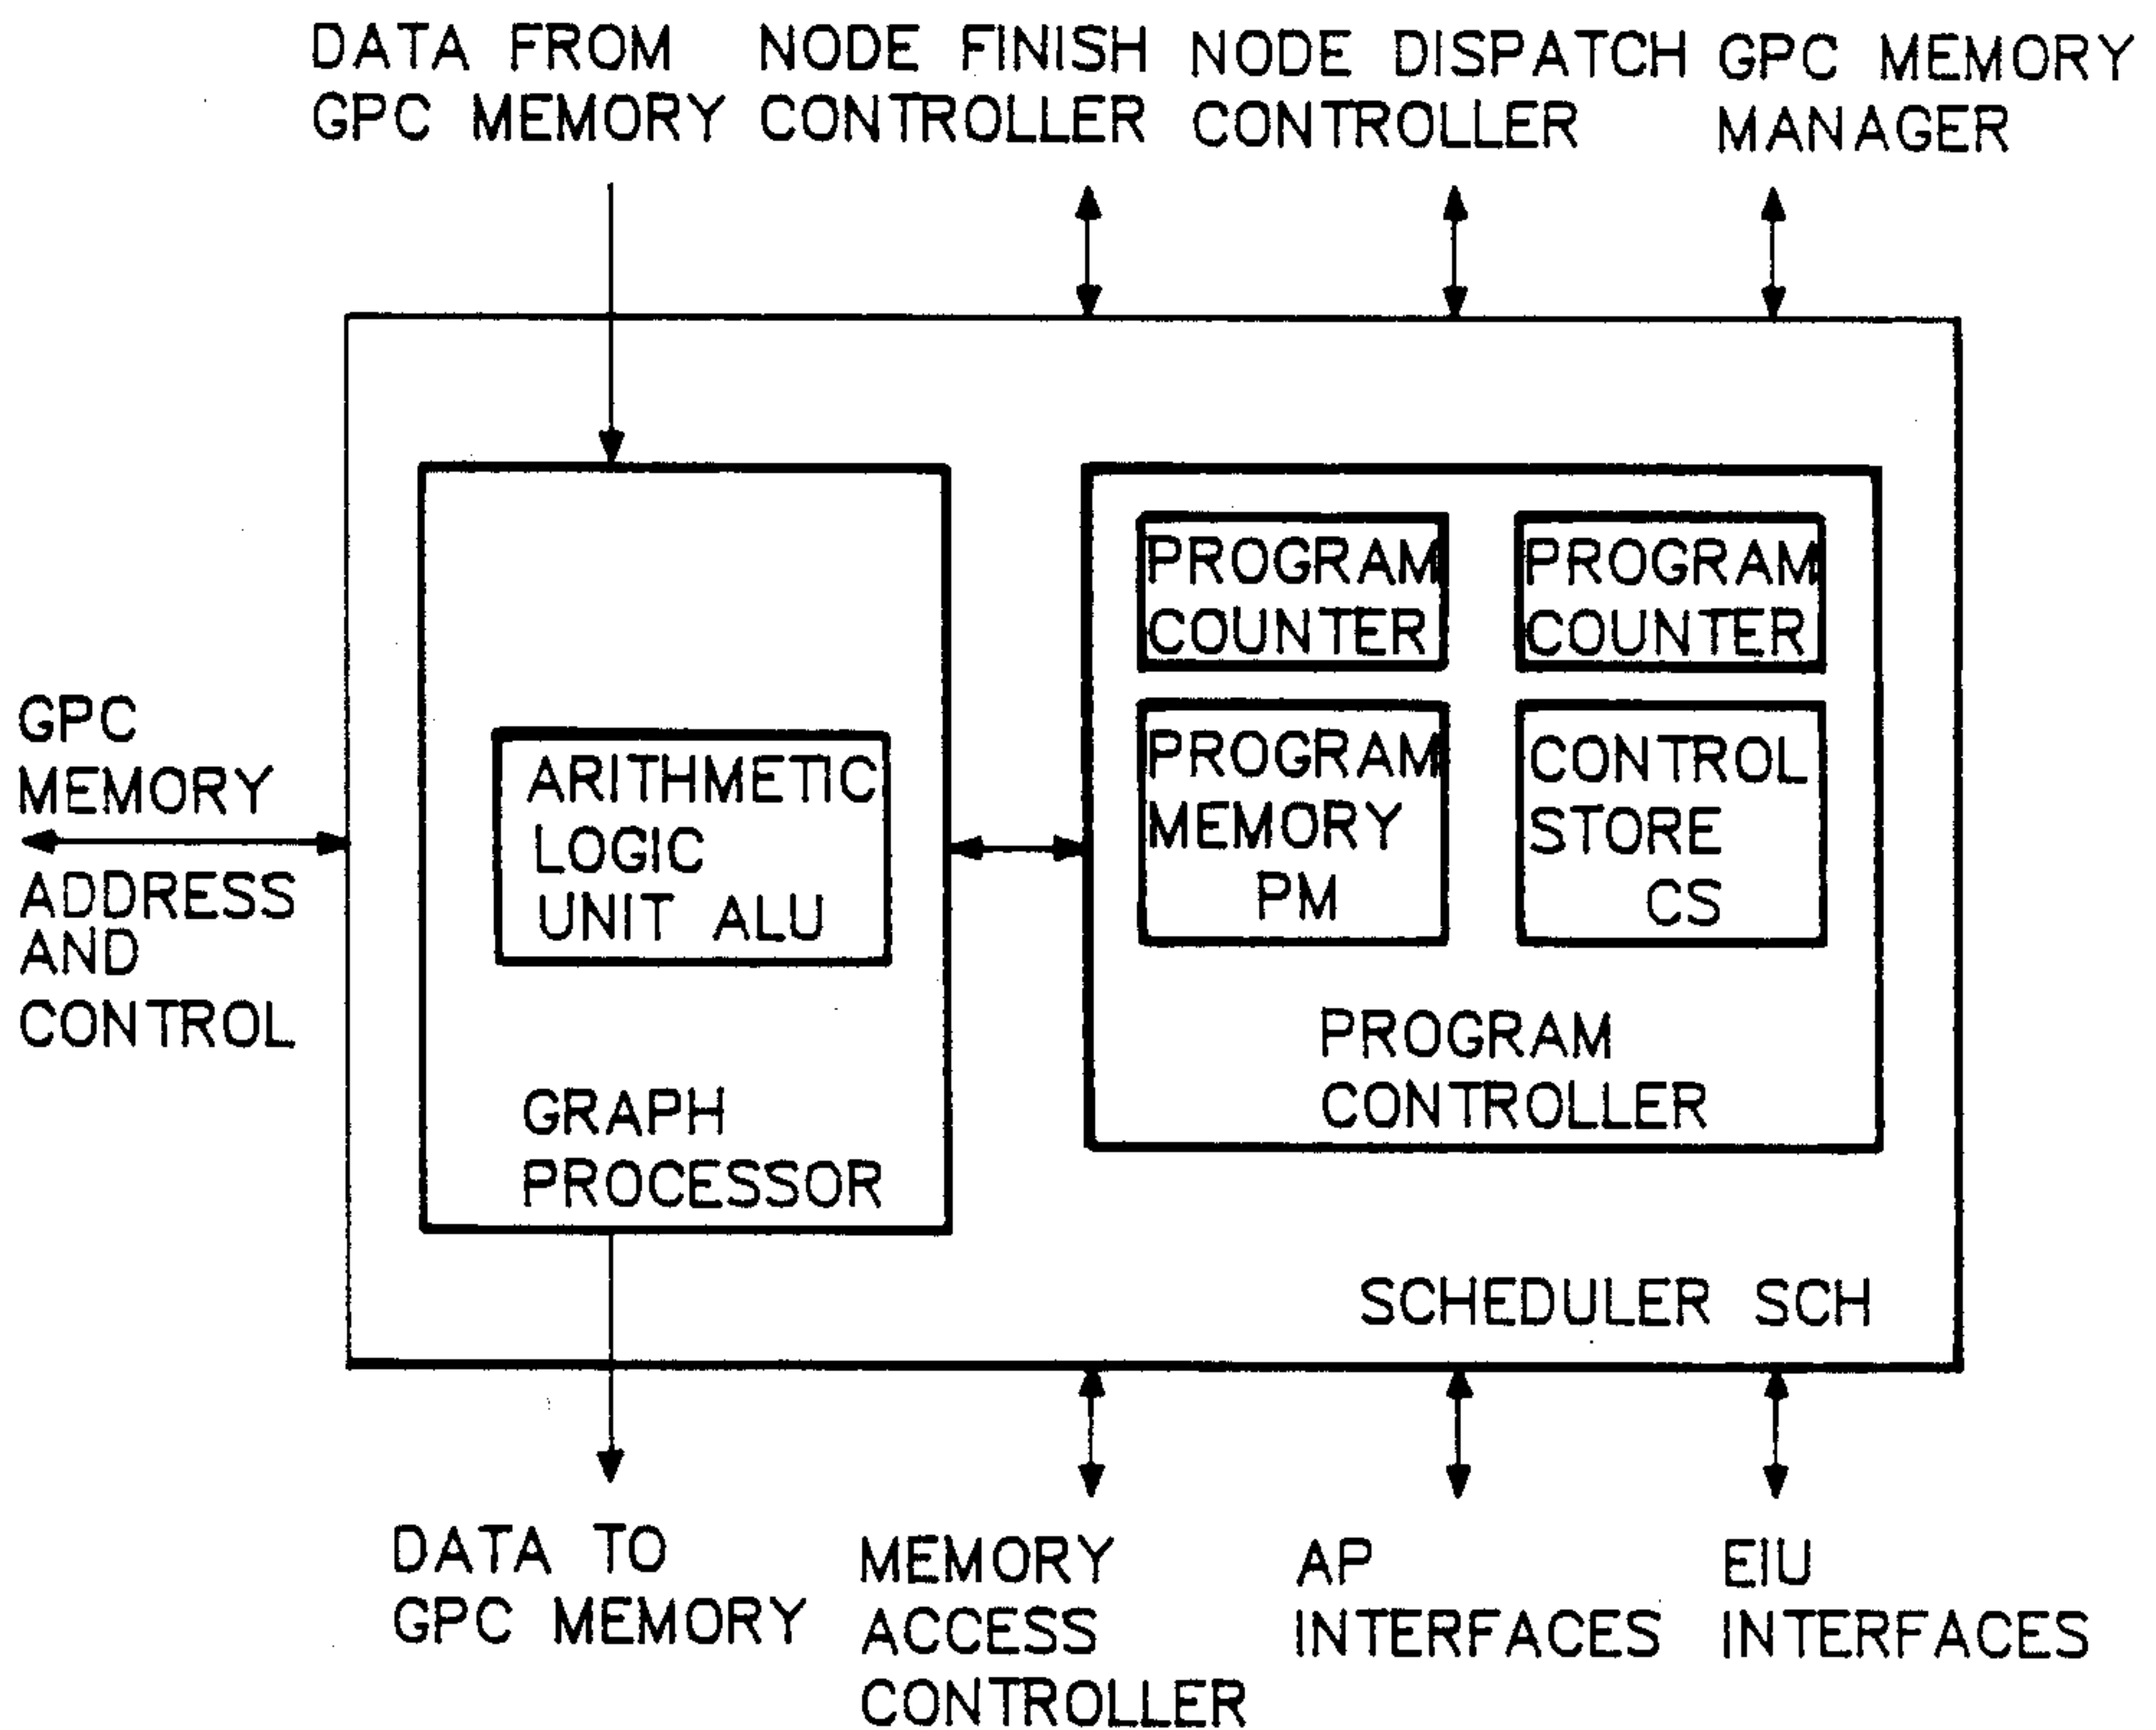 DATA FROM
GPC MEMORY
NODE FINISH
CONTROLLER
NODE DISPATCH
CONTROLLER
GPC MEMORY
MANAGER
GPC
MEMORY
ADDRESS
AND
CONTROL
ARITHMETIC
LOGIC
UNIT ALU
GRAPH
PROCESSOR
PROGRAM
COUNTER
PROGRAM
COUNTER
PROGRAM
MEMORY
PM
CONTROL
STORE
CS
PROGRAM
CONTROLLER
SCHEDULER SCH
DATA TO
GPC MEMORY
MEMORY
ACCESS
CONTROLLER
AP
INTERFACES
EIU
INTERFACES